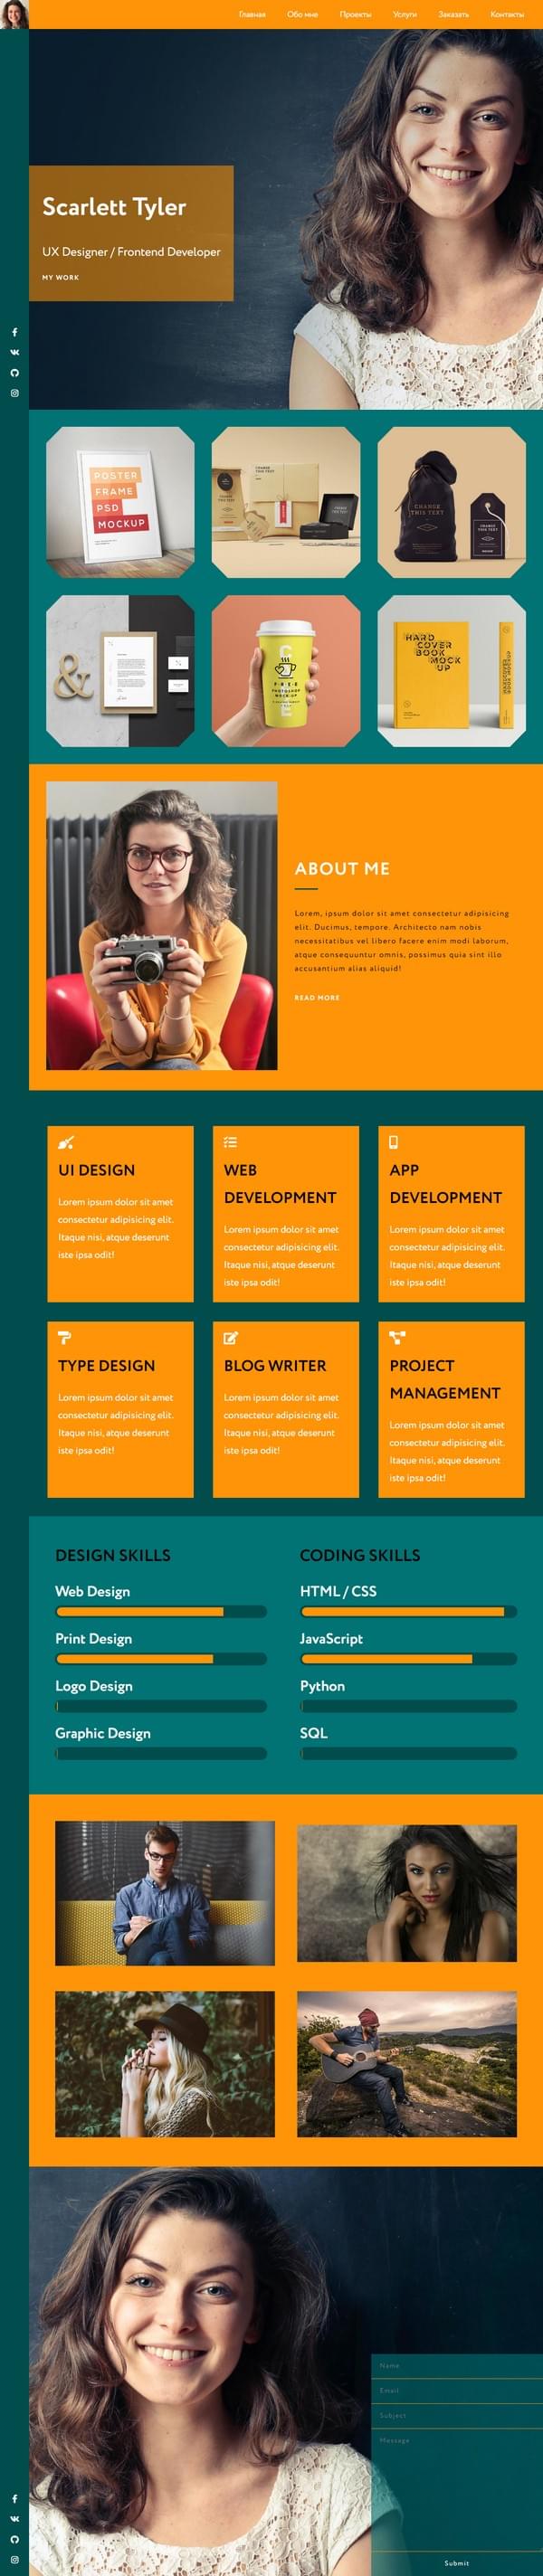 Главная Обо мне Проекты Услуги Заказать Контакты
Scarlett Tyler
UX Designer / Frontend Developer
MY WORK
POSTER
FRAME
PSD
MOCKUP
CHANGE
THIS TEXT
CHANGE
THIS TEXT
FREE
PHOTOSHOP
MOCKUP
HARD
COVER
BOOK
MOCK
UP
ABOUT ME
Lorem, ipsum dolor sit amet consectetur adipisicing
elit. Ducimus, tempore. Architecto nam nobis
necessitatibus vel libero facere enim modi laborum,
atque consequuntur omnis, possimus quia sint illo
accusantium alias aliquid!
READ MORE
UI DESIGN
Lorem ipsum dolor sit amet
consectetur adipisicing elit.
Itaque nisi, atque deserunt
iste ipsa odit!
WEB
DEVELOPMENT
Lorem ipsum dolor sit amet
consectetur adipisicing elit.
Itaque nisi, atque deserunt
iste ipsa odit!
APP
DEVELOPMENT
Lorem ipsum dolor sit amet
consectetur adipisicing elit.
Itaque nisi, atque deserunt
iste ipsa odit!
TYPE DESIGN
Lorem ipsum dolor sit amet
consectetur adipisicing elit.
Itaque nisi, atque deserunt
iste ipsa odit!
BLOG WRITER
Lorem ipsum dolor sit amet
consectetur adipisicing elit.
Itaque nisi, atque deserunt
iste ipsa odit!
PROJECT
MANAGEMENT
Lorem ipsum dolor sit amet
consectetur adipisicing elit.
Itaque nisi, atque deserunt
iste ipsa odit!
DESIGN SKILLS
Web Design
Print Design
Logo Design
Graphic Design
CODING SKILLS
HTML / CSS
JavaScript
Python
SQL
Name
Email
Subject
Message
Submit